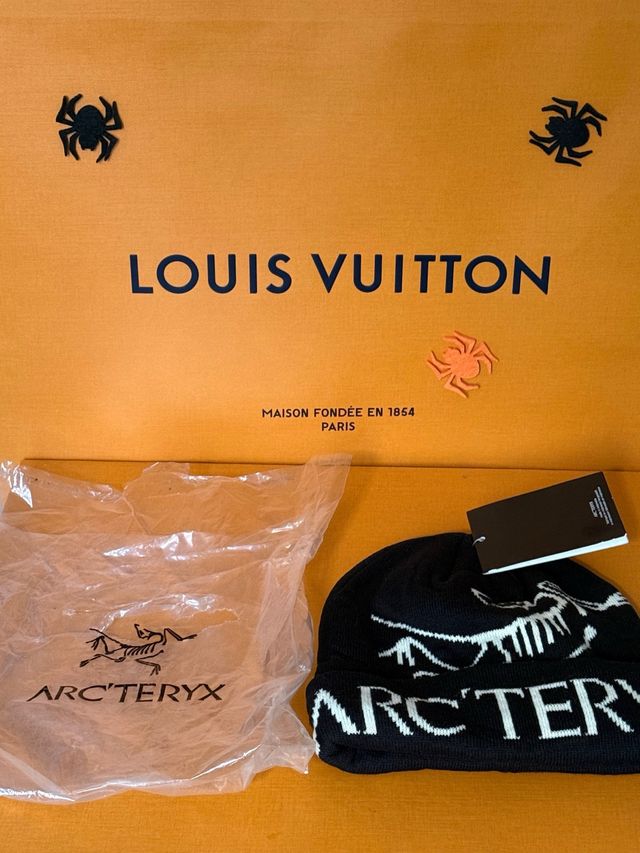 LOUIS VUITTON
MAISON FONDÉE EN 1854
PARIS
ARC'TERYX
ARC'TERY